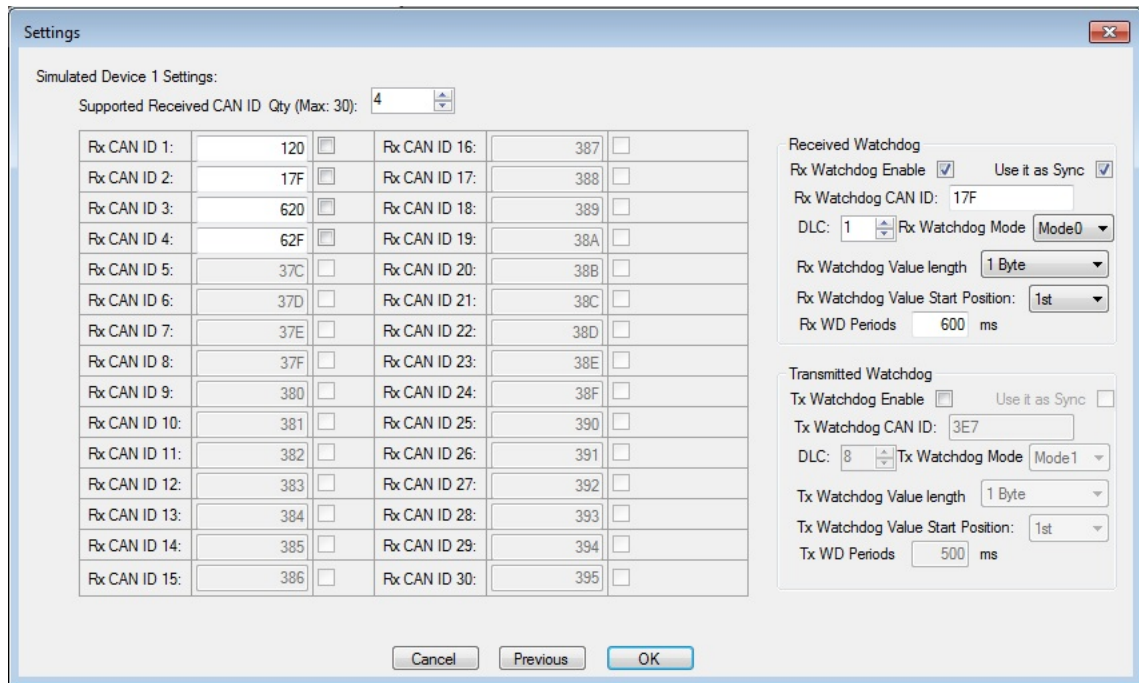 Settings
Simulated Device 1 Settings:
Supported Received CAN ID Qty (Max: 30): 4
Rx CAN ID 1: 120 Rx CAN ID 16: 387
Rx CAN ID 2: 17F Rx CAN ID 17: 388
Rx CAN ID 3: 620 Rx CAN ID 18: 389
Rx CAN ID 4: 62F Rx CAN ID 19: 38A
Rx CAN ID 5: 37C Rx CAN ID 20: 38B
Rx CAN ID 6: 37D Rx CAN ID 21: 38C
Rx CAN ID 7: 37E Rx CAN ID 22: 38D
Rx CAN ID 8: 37F Rx CAN ID 23: 38E
Rx CAN ID 9: 380 Rx CAN ID 24: 38F
Rx CAN ID 10: 381 Rx CAN ID 25: 390
Rx CAN ID 11: 382 Rx CAN ID 26: 391
Rx CAN ID 12: 383 Rx CAN ID 27: 392
Rx CAN ID 13: 384 Rx CAN ID 28: 393
Rx CAN ID 14: 385 Rx CAN ID 29: 394
Rx CAN ID 15: 386 Rx CAN ID 30: 395
Received Watchdog
Rx Watchdog Enable Use it as Sync
Rx Watchdog CAN ID: 17F
DLC: 1 Rx Watchdog Mode Mode0
Rx Watchdog Value length 1 Byte
Rx Watchdog Value Start Position: 1st
Rx WD Periods 600 ms
Transmitted Watchdog
Tx Watchdog Enable Use it as Sync
Tx Watchdog CAN ID: 3E7
DLC: 8 Tx Watchdog Mode Mode1
Tx Watchdog Value length 1 Byte
Tx Watchdog Value Start Position: 1st
Tx WD Periods 500 ms
Cancel Previous OK